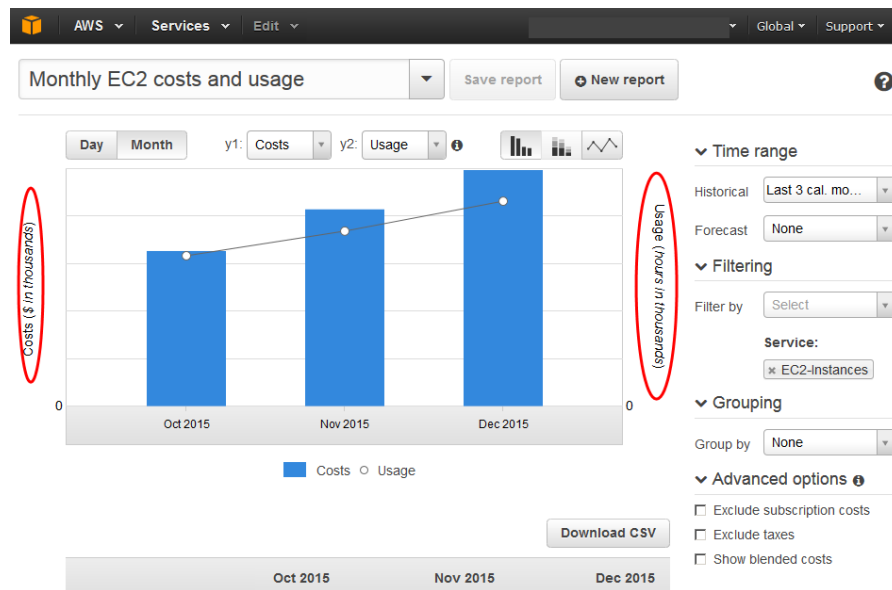 AWS Services Edit Global Support
Monthly EC2 costs and usage Save report New report
Day Month y1: Costs y2: Usage
Costs ($ in thousands)
Usage (hours in thousands)
0 0
Oct 2015 Nov 2015 Dec 2015
Costs Usage
Download CSV
Oct 2015 Nov 2015 Dec 2015
Time range
Historical Last 3 cal. mo...
Forecast None
Filtering
Filter by Select
Service:
EC2-Instances
Grouping
Group by None
Advanced options
Exclude subscription costs
Exclude taxes
Show blended costs